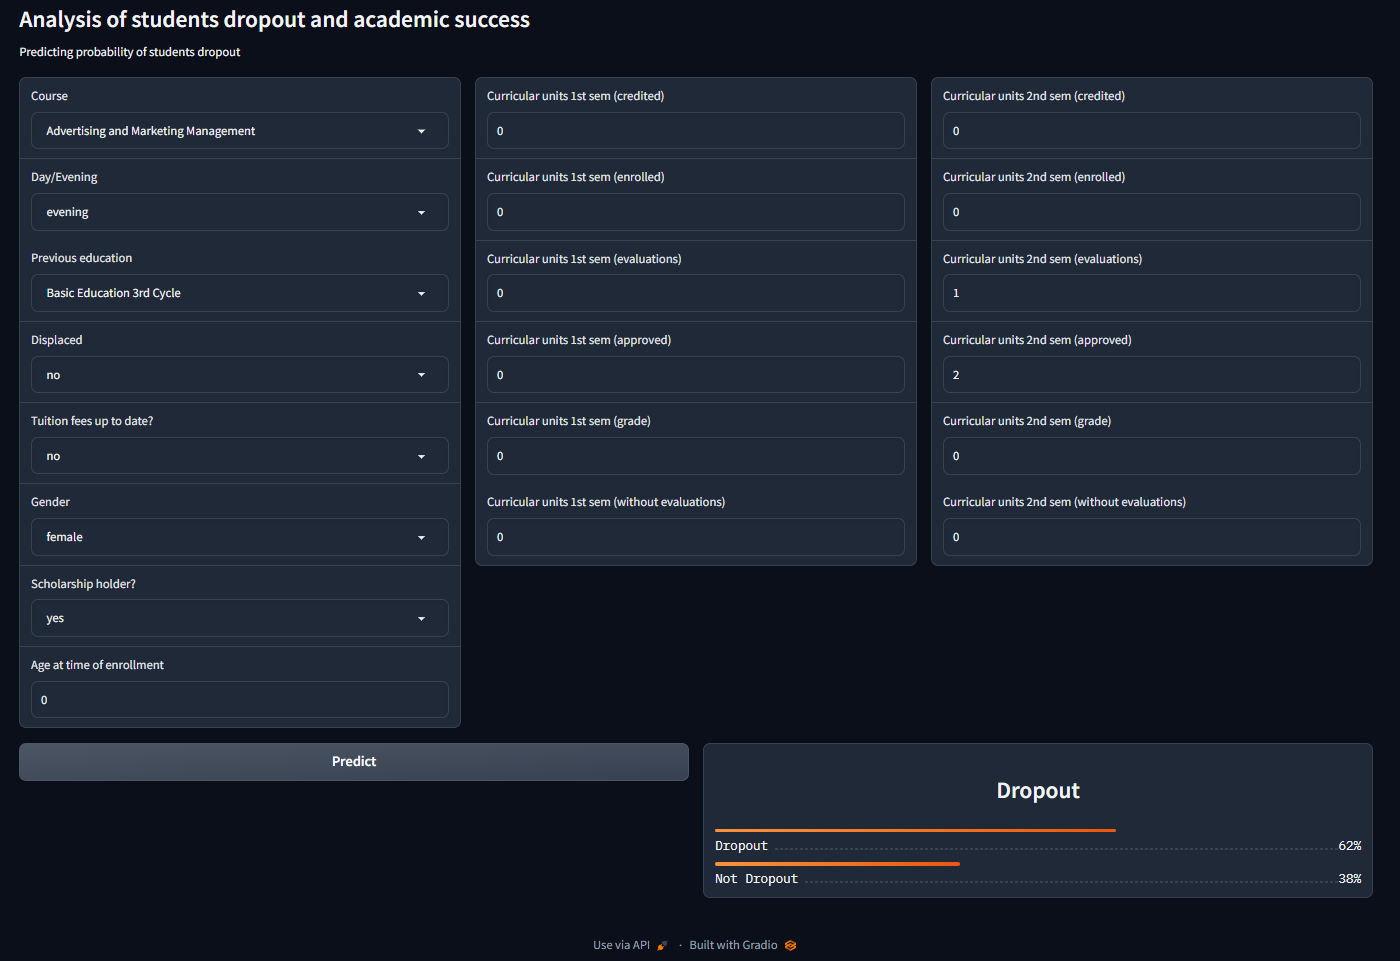 Analysis of students dropout and academic success
Predicting probability of students dropout
Course
Advertising and Marketing Management
Day/Evening
evening
Previous education
Basic Education 3rd Cycle
Displaced
no
Tuition fees up to date?
no
Gender
female
Scholarship holder?
yes
Age at time of enrollment
0
Curricular units 1st sem (credited)
0
Curricular units 1st sem (enrolled)
0
Curricular units 1st sem (evaluations)
0
Curricular units 1st sem (approved)
0
Curricular units 1st sem (grade)
0
Curricular units 1st sem (without evaluations)
0
Curricular units 2nd sem (credited)
0
Curricular units 2nd sem (enrolled)
0
Curricular units 2nd sem (evaluations)
1
Curricular units 2nd sem (approved)
2
Curricular units 2nd sem (grade)
0
Curricular units 2nd sem (without evaluations)
0
Predict
Dropout
Dropout 62%
Not Dropout 38%
Use via API · Built with Gradio